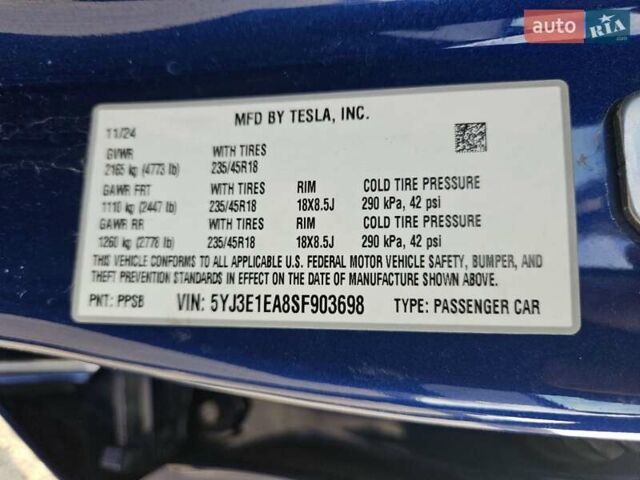 auto RIA
.com
MFD BY TESLA, INC.
11/24
GVWR WITH TIRES
2165 kg (4773 lb) 235/45R18
GAWR FRT WITH TIRES RIM COLD TIRE PRESSURE
1110 kg (2447 lb) 235/45R18 18X8.5J 290 kPa, 42 psi
GAWR RR WITH TIRES RIM COLD TIRE PRESSURE
1260 kg (2778 lb) 235/45R18 18X8.5J 290 kPa, 42 psi
THIS VEHICLE CONFORMS TO ALL APPLICABLE U.S. FEDERAL MOTOR VEHICLE SAFETY, BUMPER, AND
THEFT PREVENTION STANDARDS IN EFFECT ON THE DATE OF MANUFACTURE SHOWN ABOVE.
PNT: PPSB VIN: 5YJ3E1EA8SF903698 TYPE: PASSENGER CAR